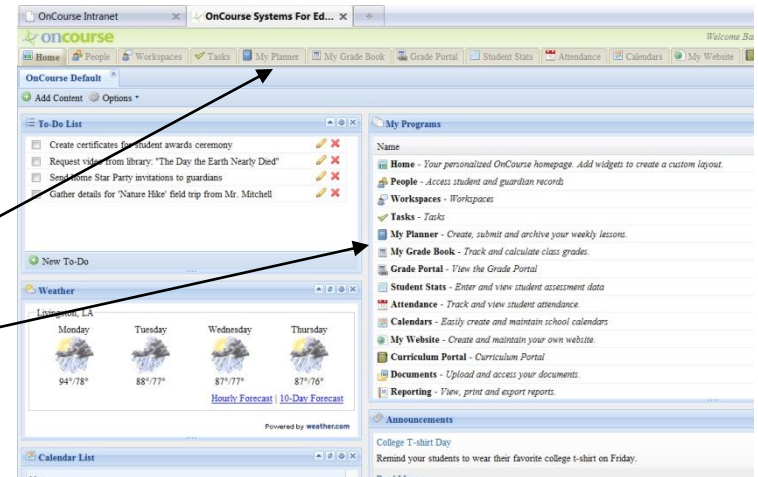 OnCourse Intranet
OnCourse Systems For Ed...
oncourse
Welcome Ba
Home People Workspaces Tasks My Planner My Grade Book Grade Portal Student Stats Attendance Calendars My Website
OnCourse Default
Add Content Options
To-Do List
Create certificates for student awards ceremony
Request video from library: "The Day the Earth Nearly Died"
Send home Star Party invitations to guardians
Gather details for 'Nature Hike' field trip from Mr. Mitchell
New To-Do
Weather
Livingston, LA
Monday Tuesday Wednesday Thursday
94°/78° 88°/77° 87°/77° 87°/76°
Hourly Forecast | 10-Day Forecast
Powered by weather.com
Calendar List
My Programs
Name
Home - Your personalized OnCourse homepage. Add widgets to create a custom layout.
People - Access student and guardian records
Workspaces - Workspaces
Tasks - Tasks
My Planner - Create, submit and archive your weekly lessons.
My Grade Book - Track and calculate class grades.
Grade Portal - View the Grade Portal
Student Stats - Enter and view student assessment data
Attendance - Track and view student attendance.
Calendars - Easily create and maintain school calendars
My Website - Create and maintain your own website.
Curriculum Portal - Curriculum Portal
Documents - Upload and access your documents.
Reporting - View, print and export reports.
Announcements
College T-shirt Day
Remind your students to wear their favorite college t-shirt on Friday.